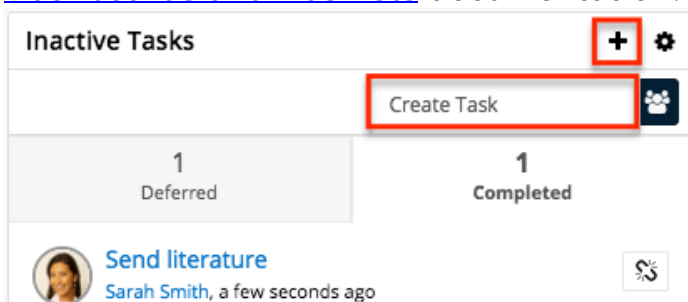 Inactive Tasks
Create Task
1
Deferred
1
Completed
Send literature
Sarah Smith, a few seconds ago